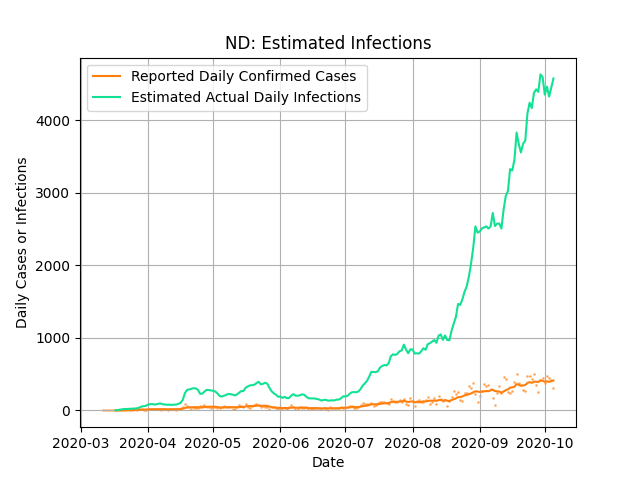 ND: Estimated Infections
Reported Daily Confirmed Cases
Estimated Actual Daily Infections
Daily Cases or Infections
4000
3000
2000
1000
0
2020-03 2020-04 2020-05 2020-06 2020-07 2020-08 2020-09 2020-10
Date